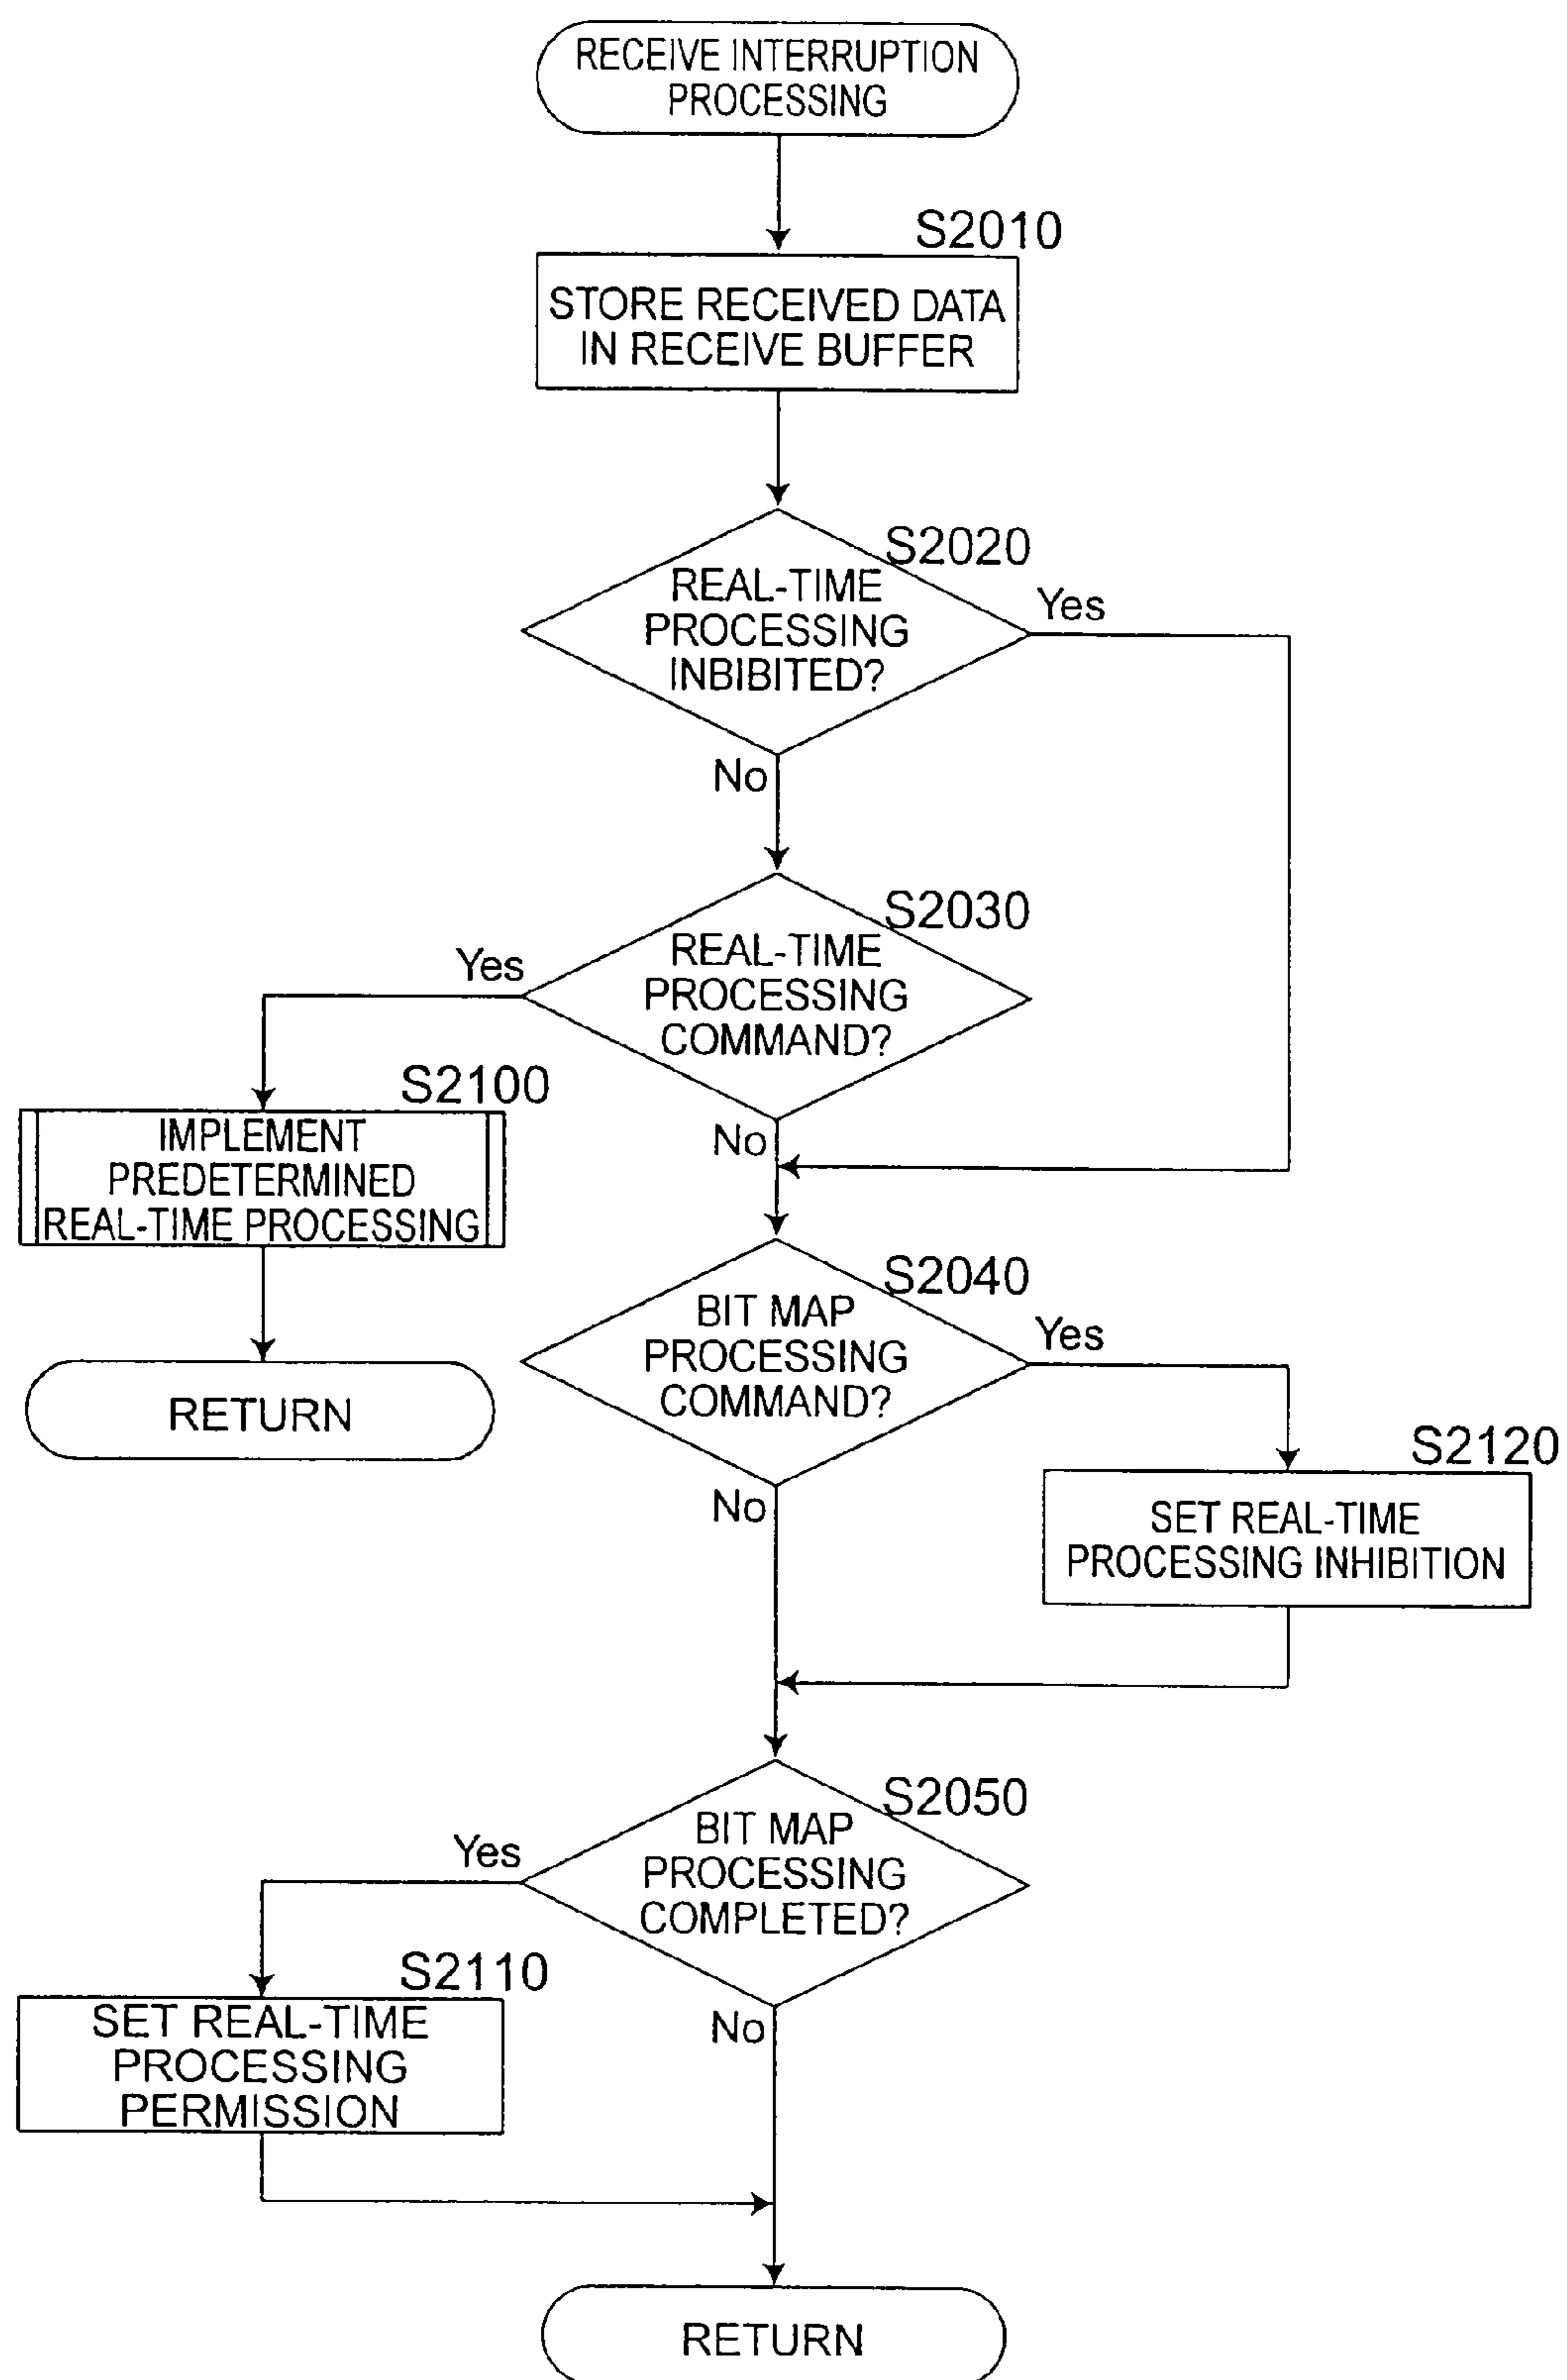 RECEIVE INTERRUPTION
PROCESSING
S2010
STORE RECEIVED DATA
IN RECEIVE BUFFER
S2020
REAL-TIME
PROCESSING
INBIBITED?
Yes
No
S2030
REAL-TIME
PROCESSING
COMMAND?
Yes
No
S2100
IMPLEMENT
PREDETERMINED
REAL-TIME PROCESSING
RETURN
S2040
BIT MAP
PROCESSING
COMMAND?
Yes
No
S2120
SET REAL-TIME
PROCESSING INHIBITION
S2050
BIT MAP
PROCESSING
COMPLETED?
Yes
No
S2110
SET REAL-TIME
PROCESSING
PERMISSION
RETURN